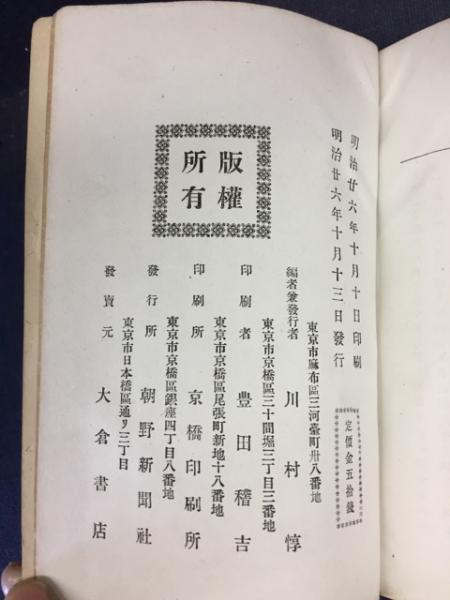 明治廿六年十月十日印刷
明治廿六年十月十三日發行
定價金五拾錢
東京市麻布區三河臺町卅八番地
編者兼發行者 川村惇
東京市京橋區三十間堀三丁目三番地
印刷者 豊田稽吉
東京市京橋區尾張町新地十八番地
印刷所 京橋印刷所
東京市京橋區銀座四丁目八番地
發行所 朝野新聞社
東京市日本橋區通リ三丁目
發賣元 大倉書店
版權
所有